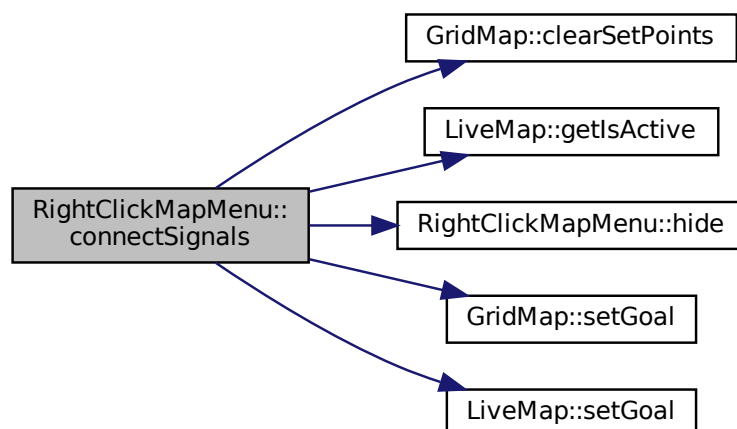 GridMap::clearSetPoints
LiveMap::getIsActive
RightClickMapMenu::
connectSignals
RightClickMapMenu::hide
GridMap::setGoal
LiveMap::setGoal